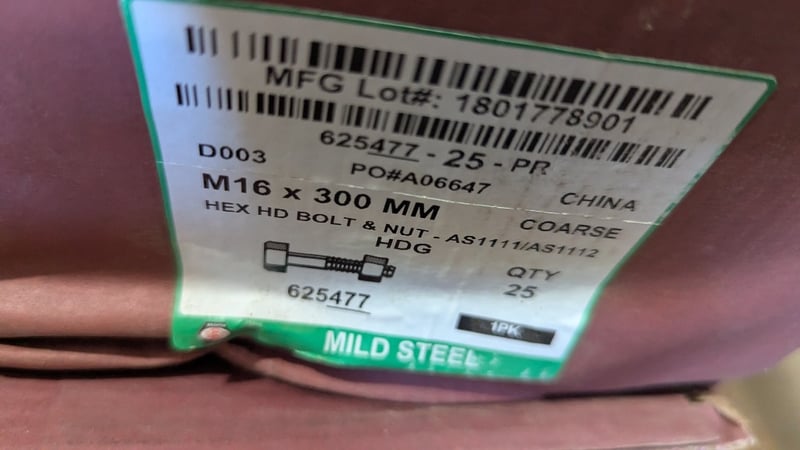 MFG Lot#: 1801778901
625477 - 25 - PR
D003
PO#A06647
CHINA
M16 x 300 MM
COARSE
HEX HD BOLT & NUT - AS1111/AS1112
HDG
QTY
25
625477
1PK
MILD STEEL